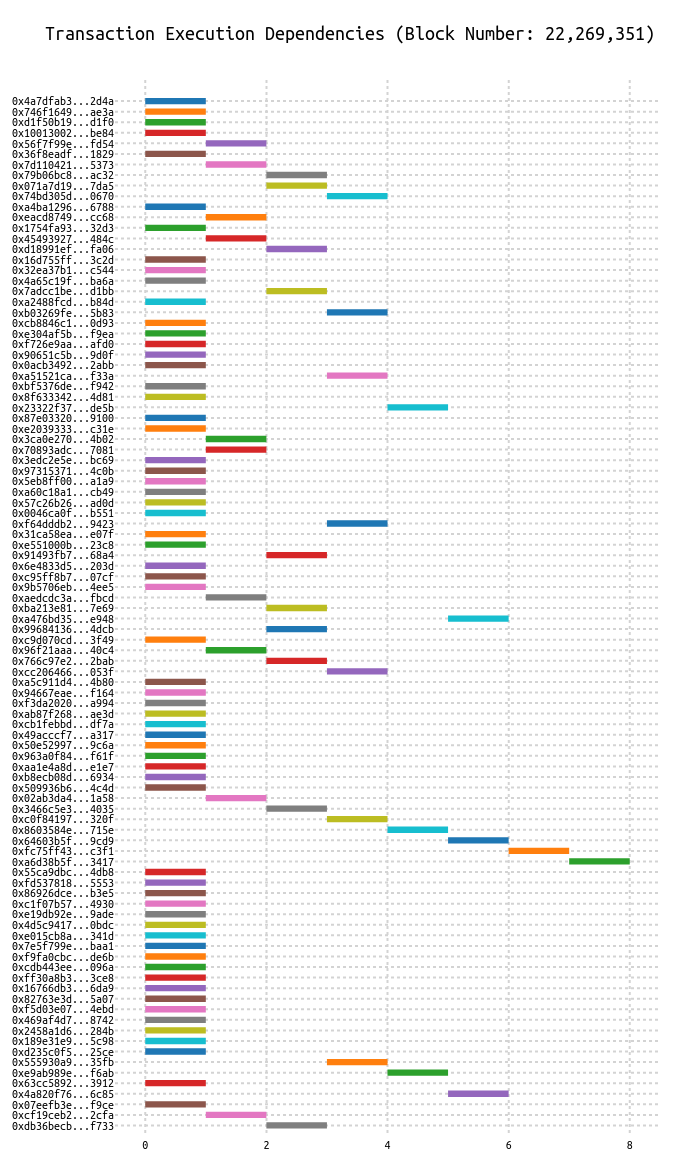 Transaction Execution Dependencies (Block Number: 22,269,351)
0x4a7dfab3...2d4a
0x746f1649...ae3a
0xd1f50b19...d1f0
0x10013002...be84
0x56f7f99e...fd54
0x36f8eadf...1829
0x7d110421...5373
0x79b06bc8...ac32
0x071a7d19...7da5
0x74bd305d...0670
0xa4ba1296...6788
0xeacd8749...cc68
0x1754fa93...32d3
0x45493927...484c
0xd18991ef...fa06
0x16d755ff...3c2d
0x32ea37b1...c544
0x4a65c19f...ba6a
0x7adcc1be...d1bb
0xa2488fcd...b84d
0xb03269fe...5b83
0xcb8846c1...0d93
0xe304af5b...f9ea
0xf726e9aa...afd0
0x90651c5b...9d0f
0x0acb3492...2abb
0xa51521ca...f33a
0xbf5376de...f942
0x8f633342...4d81
0x23322f37...de5b
0x87e03320...9100
0xe2039333...c31e
0x3ca0e270...4b02
0x70893adc...7081
0x3edc2e5e...bc69
0x97315371...4c0b
0x5eb8ff00...a1a9
0xa60c18a1...cb49
0x57c26b26...ad0d
0x0046ca0f...b551
0xf64dddb2...9423
0x31ca58ea...e07f
0xe551000b...23c8
0x91493fb7...68a4
0x6e4833d5...203d
0xc95ff8b7...07cf
0x9b5706eb...4ee5
0xaedcdc3a...fbcd
0xba213e81...7e69
0xa476bd35...e948
0x99684136...4dcb
0xc9d070cd...3f49
0x96f21aaa...40c4
0x766c97e2...2bab
0xcc206466...053f
0xa5c911d4...4b80
0x94667eae...f164
0xf3da2020...a994
0xab87f268...ae3d
0xcb1febbd...df7a
0x49acccf7...a317
0x50e52997...9c6a
0x963a0f84...f61f
0xaa1e4a8d...e1e7
0xb8ecb08d...6934
0x509936b6...4c4d
0x02ab3da4...1a58
0x3466c5e3...4035
0xc0f84197...320f
0x8603584e...715e
0x64603b5f...9cd9
0xfc75ff43...c3f1
0xa6d38b5f...3417
0x55ca9dbc...4db8
0xfd537818...5553
0x86926dce...b3e5
0xc1f07b57...4930
0xe19db92e...9ade
0x4d5c9417...0bdc
0xe015cb8a...341d
0x7e5f799e...baa1
0xf9fa0cbc...de6b
0xcdb443ee...096a
0xff30a8b3...3ce8
0x16766db3...6da9
0x82763e3d...5a07
0xf5d03e07...4ebd
0x469af4d7...8742
0x2458a1d6...284b
0x189e31e9...5c98
0xd235c0f5...25ce
0x555930a9...35fb
0xe9ab989e...f6ab
0x63cc5892...3912
0x4a820f76...6c85
0x07eefb3e...f9ce
0xcf19ceb2...2cfa
0xdb36becb...f733
0 2 4 6 8